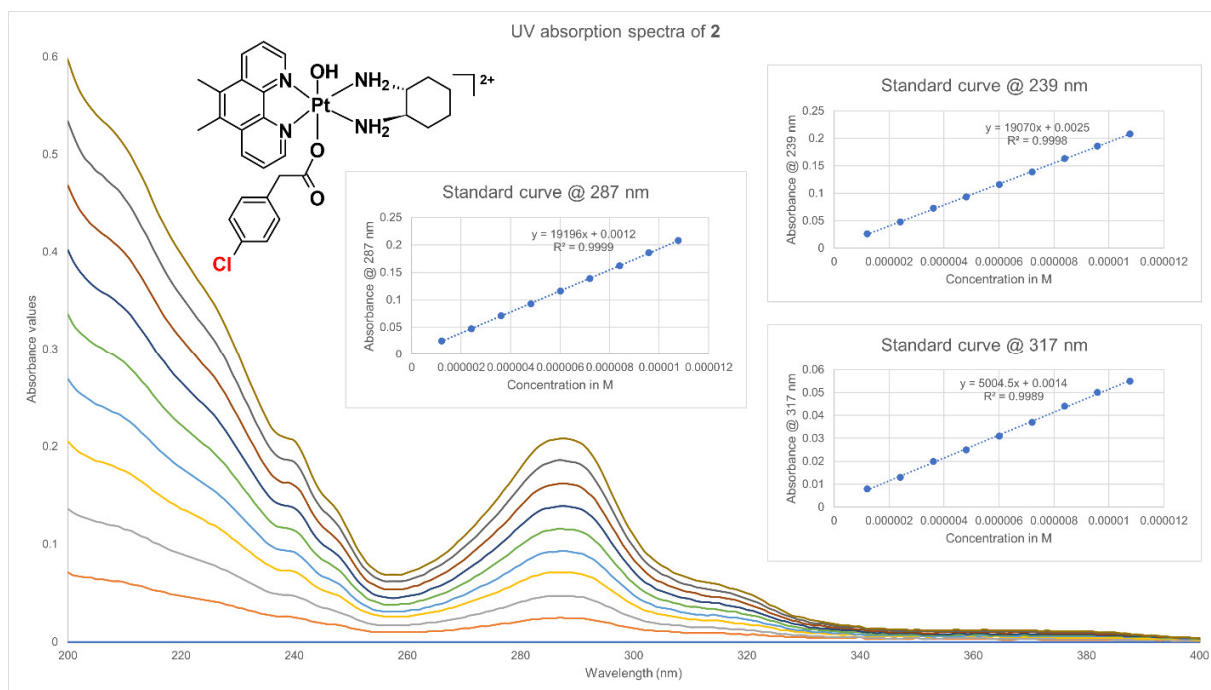 UV absorption spectra of 2
0.6
0.5
0.4
0.3
0.2
0.1
0
Absorbance values
200
220
240
260
280
300
320
340
360
380
400
Wavelength (nm)
OH
N
NH2
2+
Pt
N
NH2
O
O
Cl
Standard curve @ 287 nm
y = 19196x + 0.0012
R² = 0.9999
0.25
0.2
0.15
0.1
0.05
0
Absorbance @ 287 nm
0 0.000002 0.000004 0.000006 0.000008 0.00001 0.000012
Concentration in M
Standard curve @ 239 nm
y = 19070x + 0.0025
R² = 0.9998
0.25
0.2
0.15
0.1
0.05
0
Absorbance @ 239 nm
0 0.000002 0.000004 0.000006 0.000008 0.00001 0.000012
Concentration in M
Standard curve @ 317 nm
y = 5004.5x + 0.0014
R² = 0.9989
0.06
0.05
0.04
0.03
0.02
0.01
0
Absorbance @ 317 nm
0 0.000002 0.000004 0.000006 0.000008 0.00001 0.000012
Concentration in M